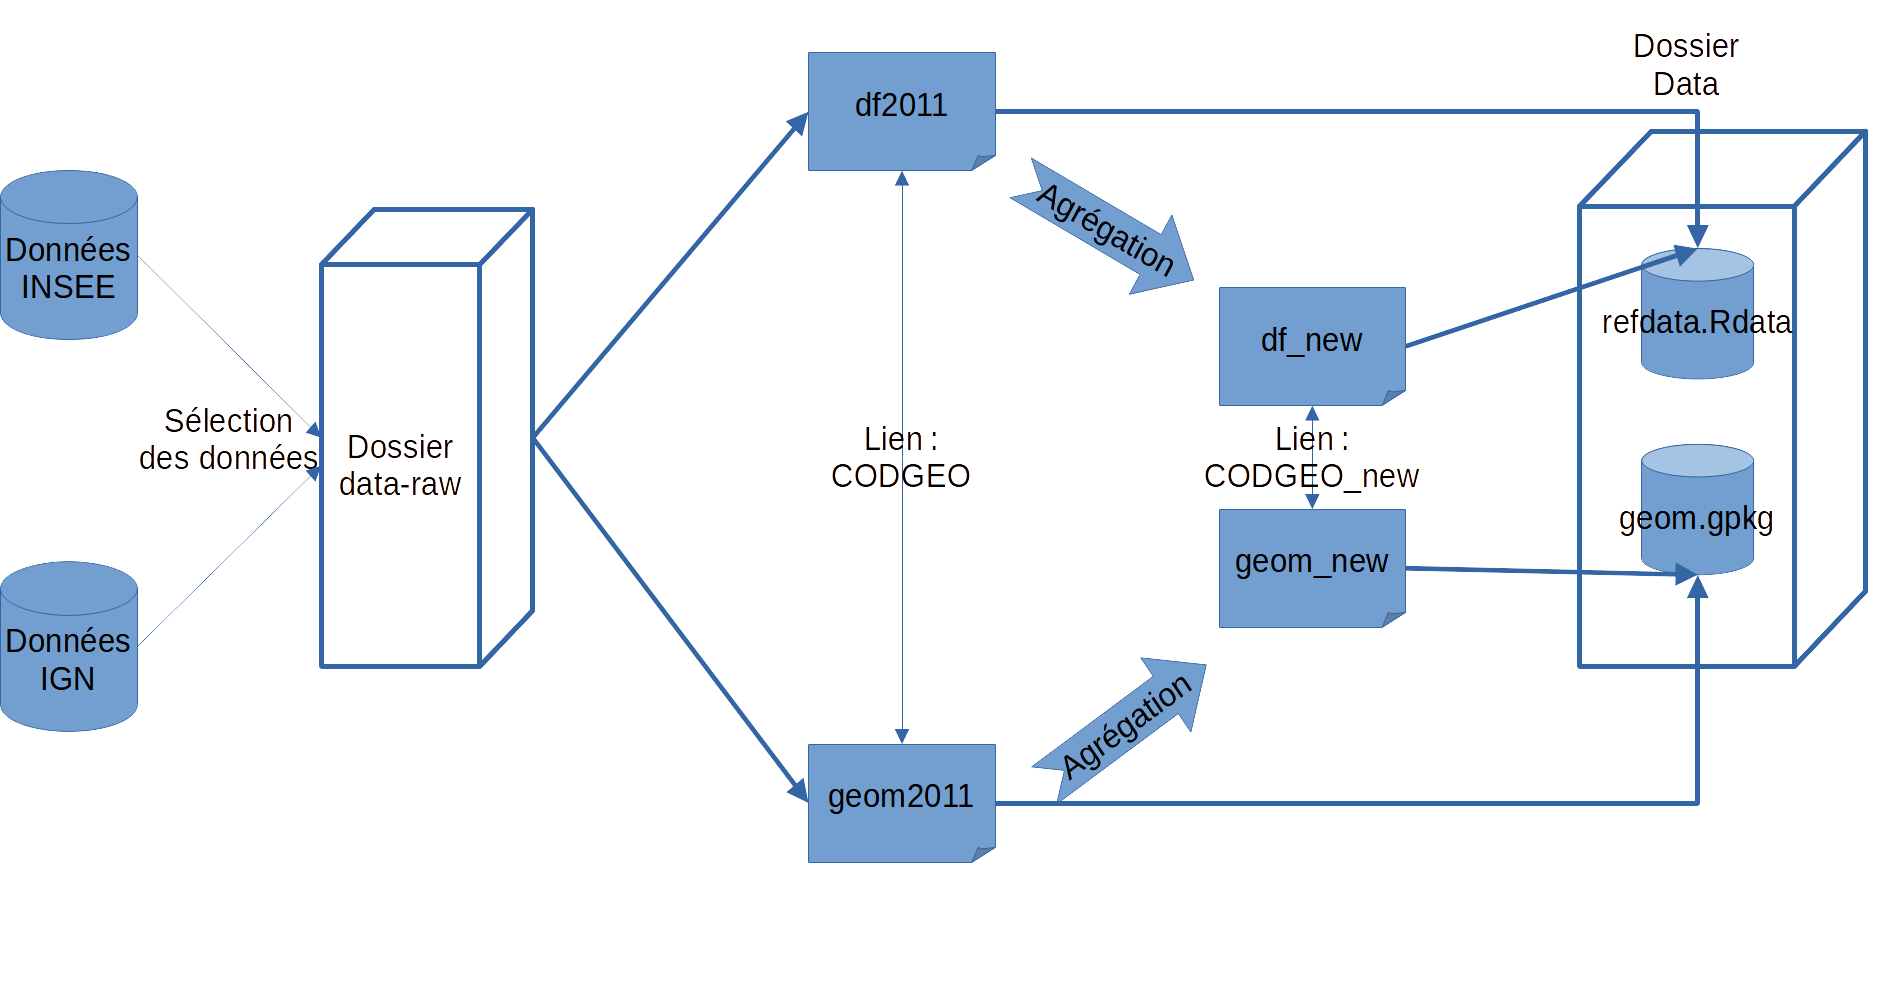 Données
INSEE
Données
IGN
Sélection
des données
Dossier
data-raw
df2011
Lien :
CODGEO
geom2011
Agrégation
Agrégation
df_new
Lien :
CODGEO_new
geom_new
Dossier
Data
refdata.Rdata
geom.gpkg